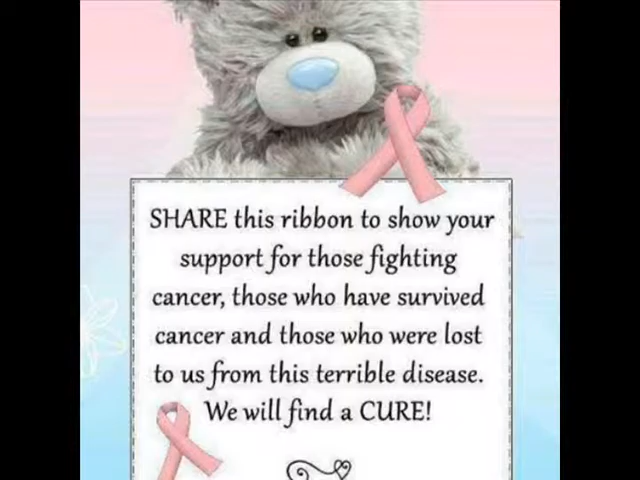 SHARE this ribbon to show your
support for those fighting
cancer, those who have survived
cancer and those who were lost
to us from this terrible disease.
We will find a CURE!